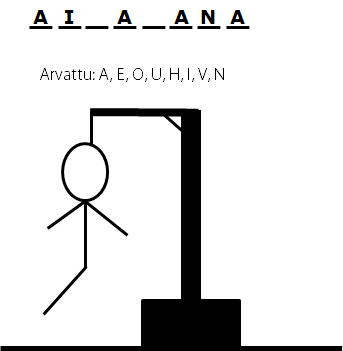 A I _ A _ A N A
Arvattu: A, E, O, U, H, I, V, N